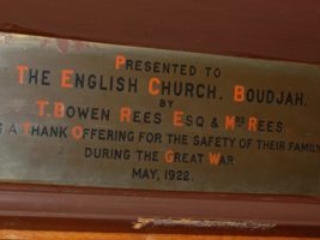 PRESENTED TO
THE ENGLISH CHURCH. BOUDJAH.
BY
T. BOWEN REES ESQ & MRS REES
A THANK OFFERING FOR THE SAFETY OF THEIR FAMILY
DURING THE GREAT WAR
MAY, 1922.